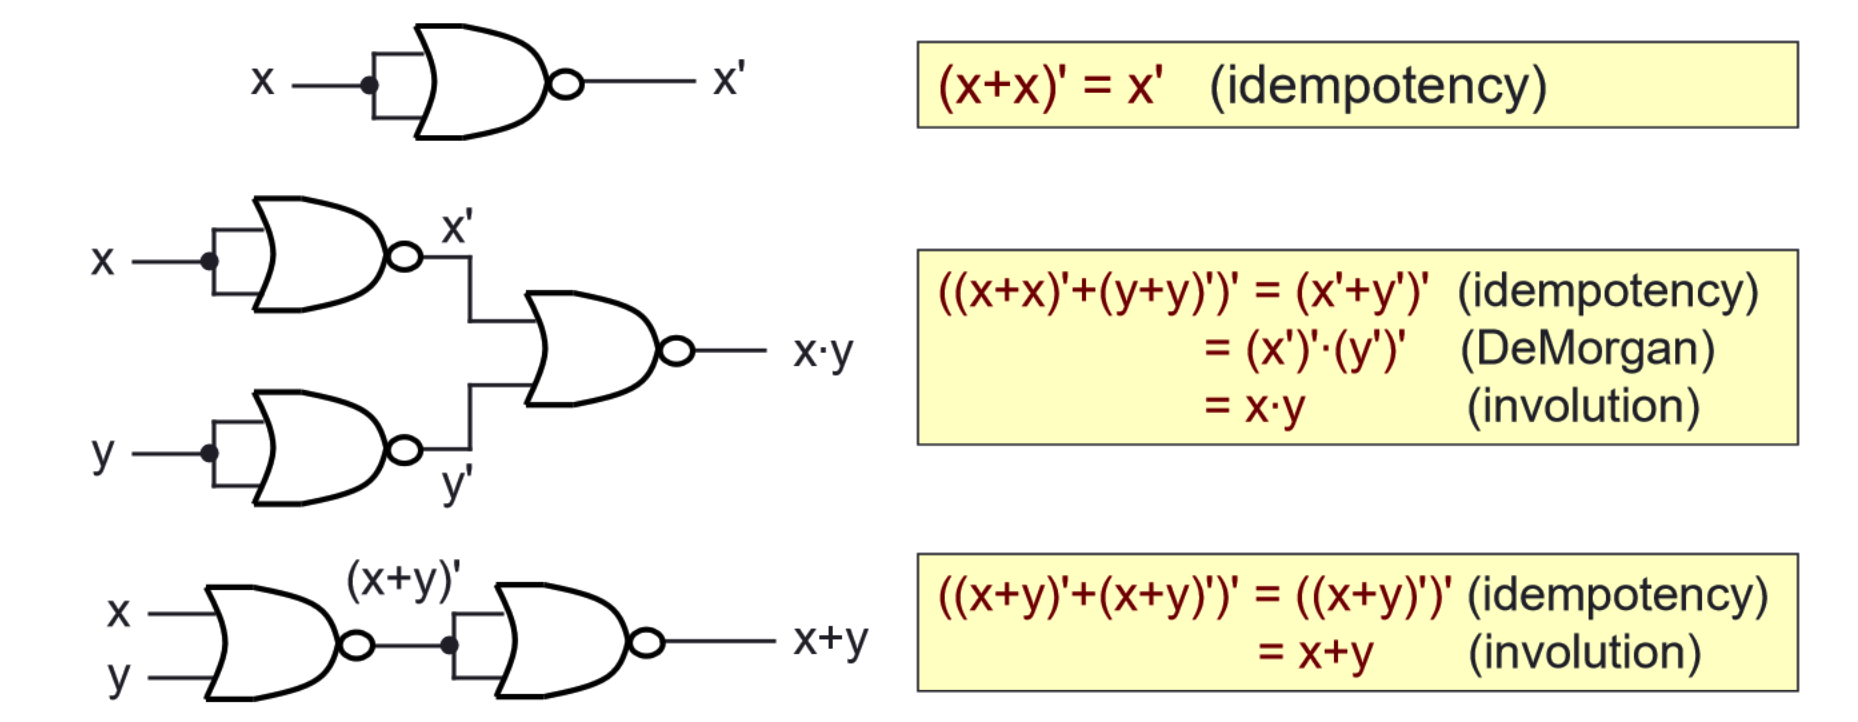 x
x'
(x+x)' = x' (idempotency)
x
x'
y
y'
x·y
((x+x)'+(y+y)')' = (x'+y')' (idempotency)
= (x')'·(y')' (DeMorgan)
= x·y (involution)
x
y
(x+y)'
x+y
((x+y)'+(x+y)')' = ((x+y)')' (idempotency)
= x+y (involution)